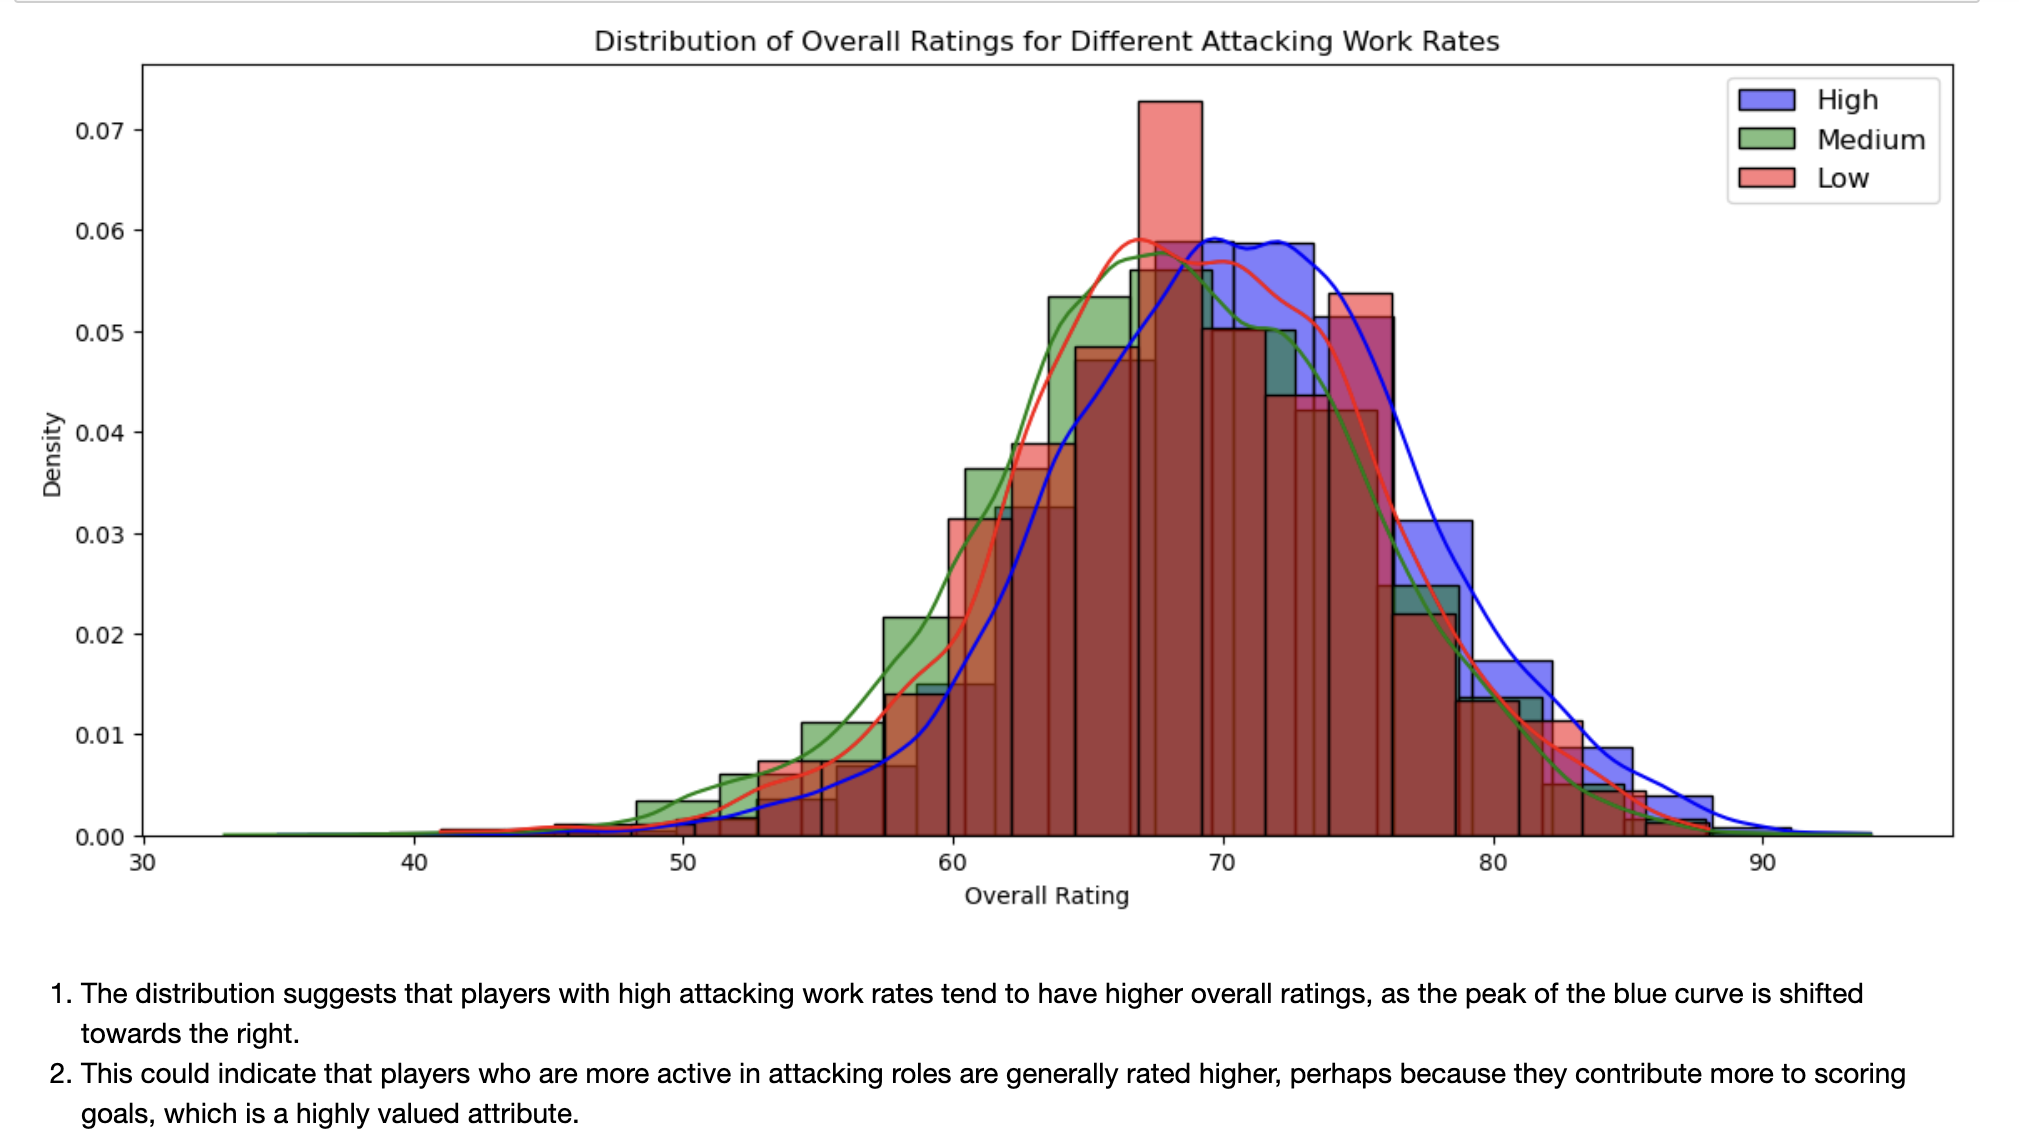 Distribution of Overall Ratings for Different Attacking Work Rates
High
Medium
Low
0.07
0.06
0.05
0.04
0.03
0.02
0.01
0.00
Density
30 40 50 60 70 80 90
Overall Rating
1. The distribution suggests that players with high attacking work rates tend to have higher overall ratings, as the peak of the blue curve is shifted
towards the right.
2. This could indicate that players who are more active in attacking roles are generally rated higher, perhaps because they contribute more to scoring
goals, which is a highly valued attribute.